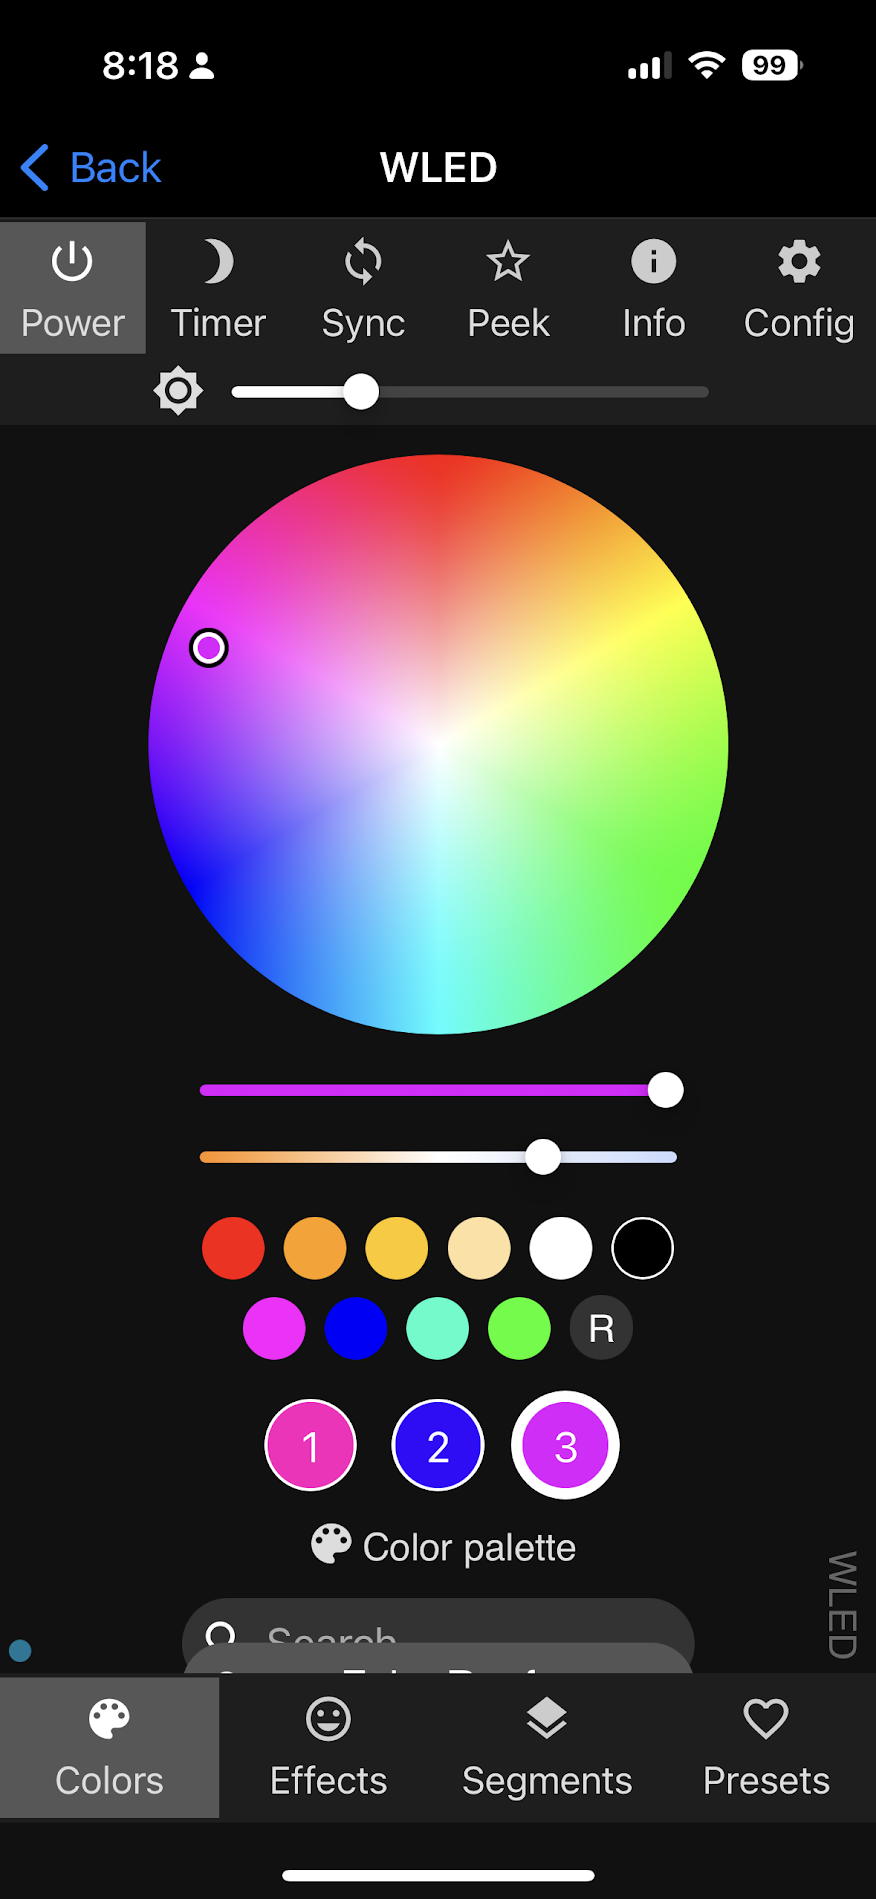 8:18
99
Back
WLED
Power
Timer
Sync
Peek
Info
Config
R
1
2
3
Color palette
Search
WLED
Colors
Effects
Segments
Presets